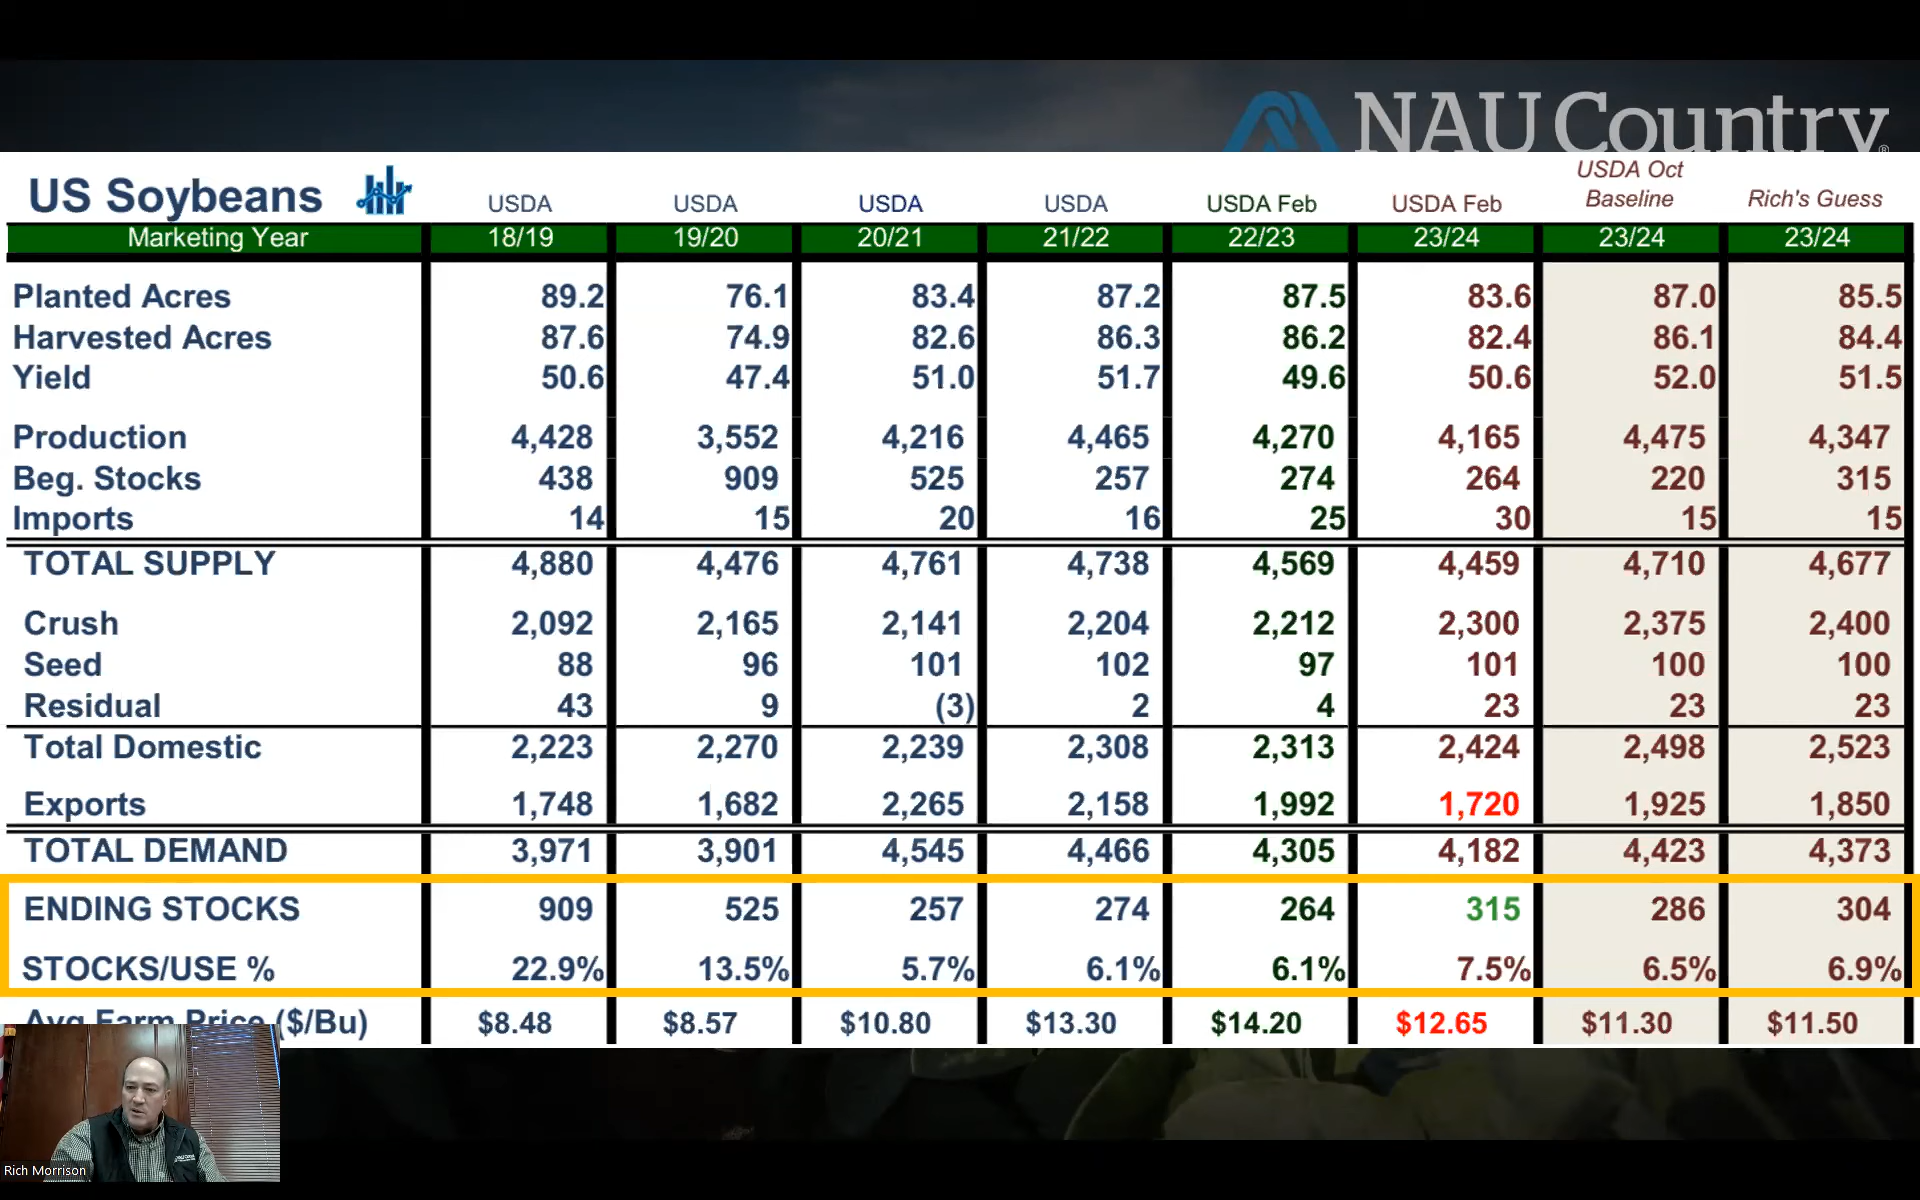 NAU Country®
USDA Oct
US Soybeans USDA USDA USDA USDA USDA Feb USDA Feb Baseline Rich's Guess
Marketing Year 18/19 19/20 20/21 21/22 22/23 23/24 23/24 23/24
Planted Acres 89.2 76.1 83.4 87.2 87.5 83.6 87.0 85.5
Harvested Acres 87.6 74.9 82.6 86.3 86.2 82.4 86.1 84.4
Yield 50.6 47.4 51.0 51.7 49.6 50.6 52.0 51.5
Production 4,428 3,552 4,216 4,465 4,270 4,165 4,475 4,347
Beg. Stocks 438 909 525 257 274 264 220 315
Imports 14 15 20 16 25 30 15 15
TOTAL SUPPLY 4,880 4,476 4,761 4,738 4,569 4,459 4,710 4,677
Crush 2,092 2,165 2,141 2,204 2,212 2,300 2,375 2,400
Seed 88 96 101 102 97 101 100 100
Residual 43 9 (3) 2 4 23 23 23
Total Domestic 2,223 2,270 2,239 2,308 2,313 2,424 2,498 2,523
Exports 1,748 1,682 2,265 2,158 1,992 1,720 1,925 1,850
TOTAL DEMAND 3,971 3,901 4,545 4,466 4,305 4,182 4,423 4,373
ENDING STOCKS 909 525 257 274 264 315 286 304
STOCKS/USE % 22.9% 13.5% 5.7% 6.1% 6.1% 7.5% 6.5% 6.9%
Avg Farm Price ($/Bu) $8.48 $8.57 $10.80 $13.30 $14.20 $12.65 $11.30 $11.50
Rich Morrison